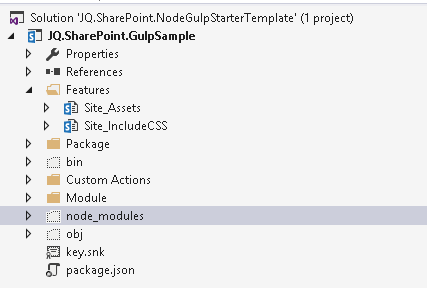 Solution 'JQ.SharePoint.NodeGulpStarterTemplate' (1 project)
JQ.SharePoint.GulpSample
Properties
References
Features
Site_Assets
Site_IncludeCSS
Package
bin
Custom Actions
Module
node_modules
obj
key.snk
package.json